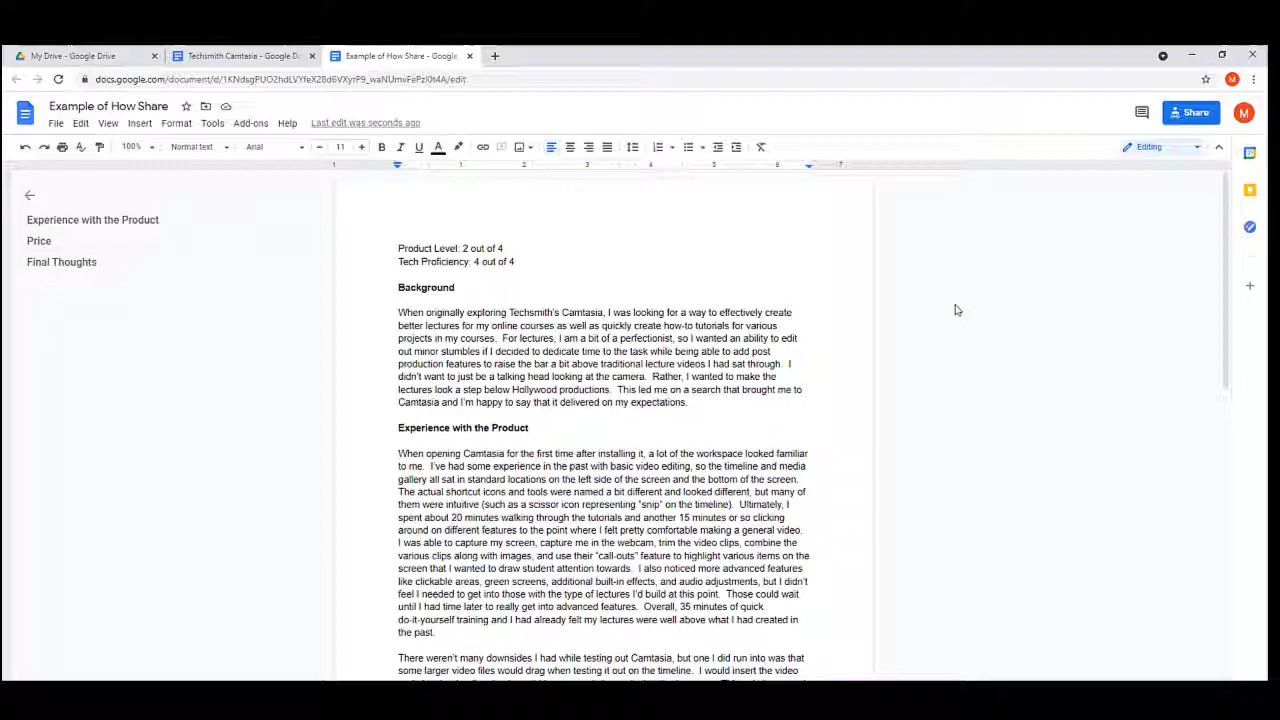 My Drive - Google Drive
Techsmith Camtasia - Google D
Example of How Share - Google
Example of How Share
File Edit View Insert Format Tools Add-ons Help Last edit was seconds ago
Share
M
100% Normal text Arial 11 Editing
1 1 2 3 4 5 6 7
Experience with the Product
Price
Final Thoughts
Product Level: 2 out of 4
Tech Proficiency: 4 out of 4
Background
When originally exploring Techsmith's Camtasia, I was looking for a way to effectively create
better lectures for my online courses as well as quickly create how-to tutorials for various
projects in my courses. For lectures, I am a bit of a perfectionist, so I wanted an ability to edit
out minor stumbles if I decided to dedicate time to the task while being able to add post
production features to raise the bar a bit above traditional lecture videos I had sat through. I
didn't want to just be a talking head looking at the camera. Rather, I wanted to make the
lectures look a step below Hollywood productions. This led me on a search that brought me to
Camtasia and I'm happy to say that it delivered on my expectations.
Experience with the Product
When opening Camtasia for the first time after installing it, a lot of the workspace looked familiar
to me. I've had some experience in the past with basic video editing, so the timeline and media
gallery all sat in standard locations on the left side of the screen and the bottom of the screen.
The actual shortcut icons and tools were named a bit different and looked different, but many of
them were intuitive (such as a scissor icon representing "snip" on the timeline). Ultimately, I
spent about 20 minutes walking through the tutorials and another 15 minutes or so clicking
around on different features to the point where I felt pretty comfortable making a general video.
I was able to capture my screen, capture me in the webcam, trim the video clips, combine the
various clips along with images, and use their "call-outs" feature to highlight various items on the
screen that I wanted to draw student attention towards. I also noticed more advanced features
like clickable areas, green screens, additional built-in effects, and audio adjustments, but I didn't
feel I needed to get into those with the type of lectures I'd build at this point. Those could wait
until I had time later to really get into advanced features. Overall, 35 minutes of quick
do-it-yourself training and I had already felt my lectures were well above what I had created in
the past.
There weren't many downsides I had while testing out Camtasia, but one I did run into was that
some larger video files would drag when testing it out on the timeline. I would insert the video